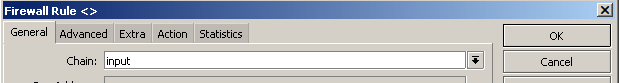 Firewall Rule <>
General Advanced Extra Action Statistics
OK
Chain: input
Cancel